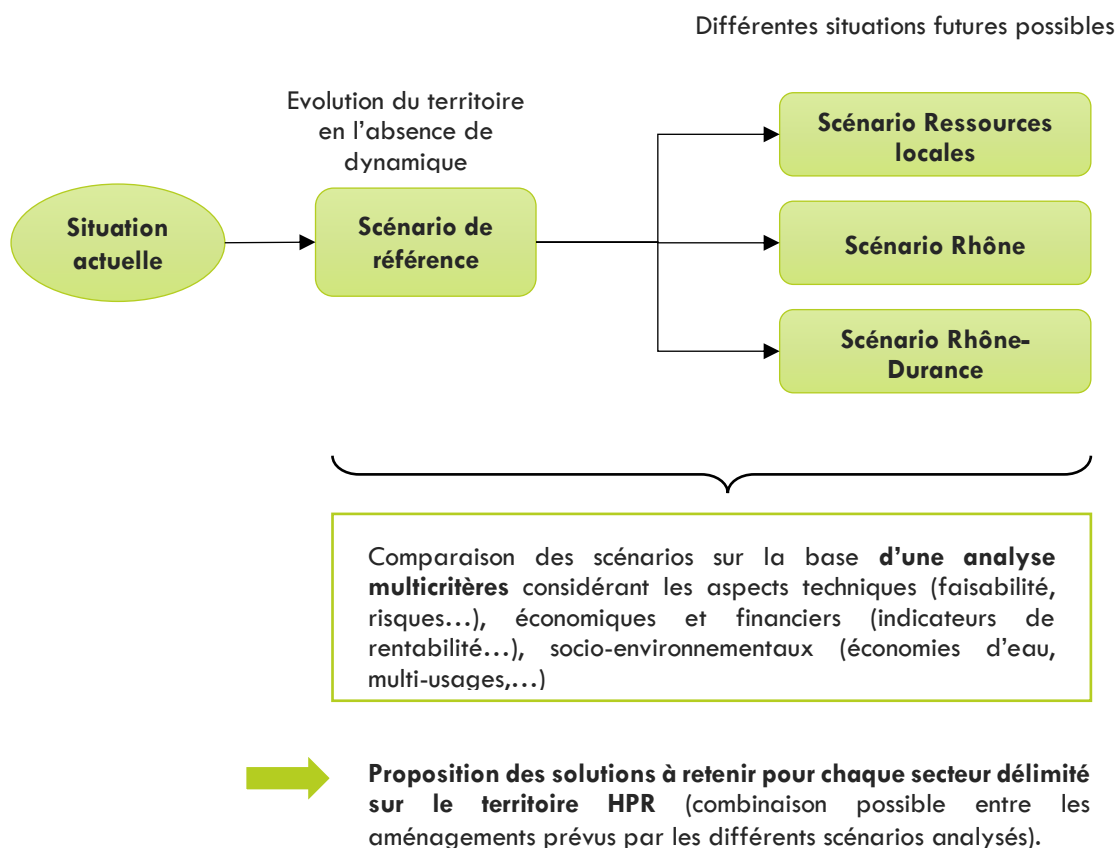 Différentes situations futures possibles
Evolution du territoire
en l'absence de
dynamique
Scénario Ressources
locales
Situation
actuelle
Scénario de
référence
Scénario Rhône
Scénario Rhône-
Durance
Comparaison des scénarios sur la base d'une analyse
multicritères considérant les aspects techniques (faisabilité,
risques…), économiques et financiers (indicateurs de
rentabilité…), socio-environnementaux (économies d'eau,
multi-usages,…)
Proposition des solutions à retenir pour chaque secteur délimité
sur le territoire HPR (combinaison possible entre les
aménagements prévus par les différents scénarios analysés).